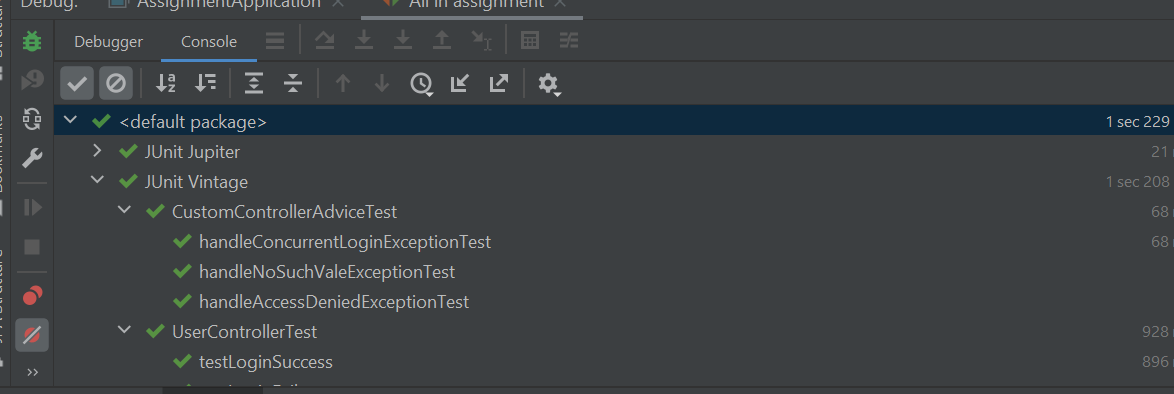 Debug: AssignmentApplication × All in assignment ×
Debugger Console
<default package> 1 sec 229
JUnit Jupiter 21
JUnit Vintage 1 sec 208
CustomControllerAdviceTest 68
handleConcurrentLoginExceptionTest 68
handleNoSuchValeExceptionTest
handleAccessDeniedExceptionTest
UserControllerTest 928
testLoginSuccess 896